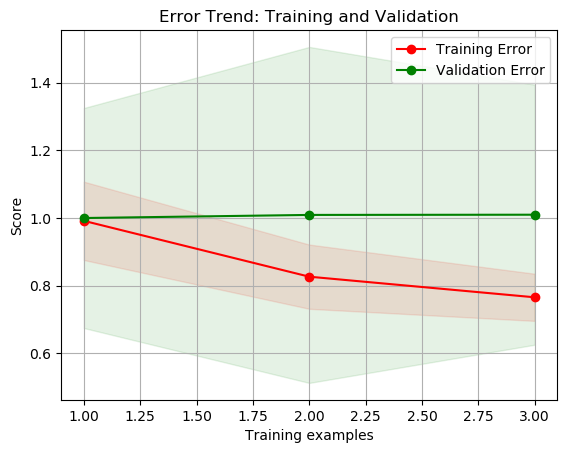 Error Trend: Training and Validation
Training Error
Validation Error
Score
1.4
1.2
1.0
0.8
0.6
1.00 1.25 1.50 1.75 2.00 2.25 2.50 2.75 3.00
Training examples